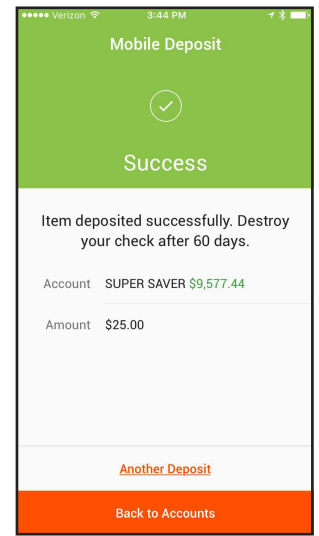 Verizon 3:44 PM
Mobile Deposit
Success
Item deposited successfully. Destroy
your check after 60 days.
Account SUPER SAVER $9,577.44
Amount $25.00
Another Deposit
Back to Accounts